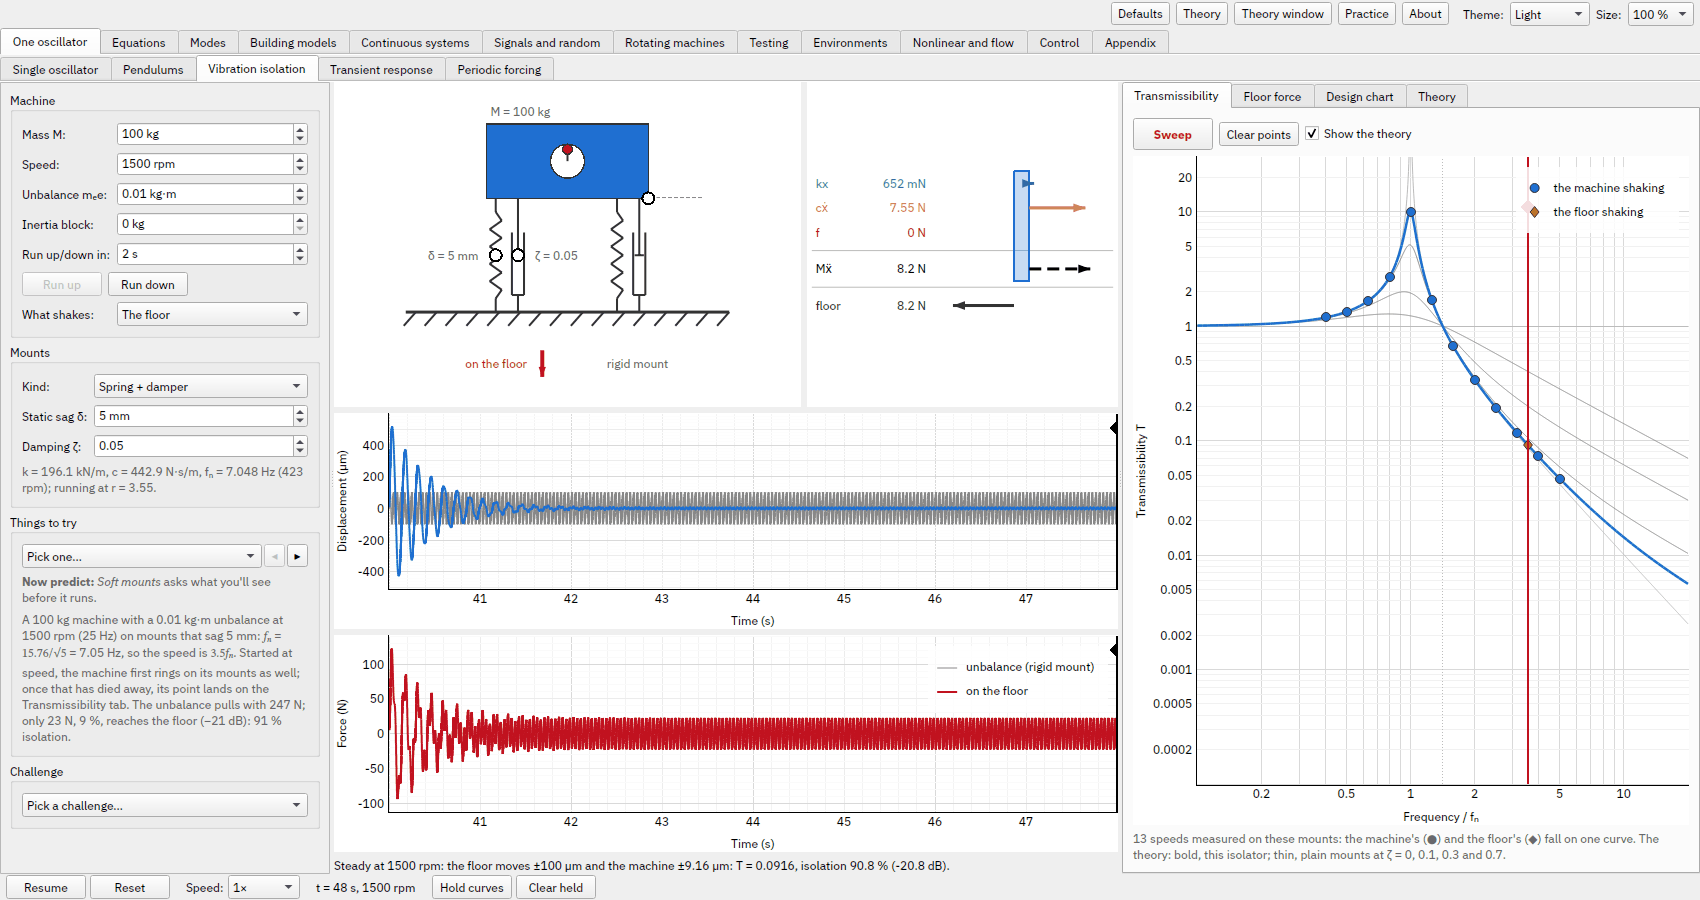 Defaults
Theory
Theory window
Practice
About
Theme:
Light
Size:
100 %
One oscillator
Equations
Modes
Building models
Continuous systems
Signals and random
Rotating machines
Testing
Environments
Nonlinear and flow
Control
Appendix
Single oscillator
Pendulums
Vibration isolation
Transient response
Periodic forcing
Machine
Mass M:
100 kg
Speed:
1500 rpm
Unbalance mₑe:
0.01 kg·m
Inertia block:
0 kg
Run up/down in:
2 s
Run up
Run down
What shakes:
The floor
Mounts
Kind:
Spring + damper
Static sag δ:
5 mm
Damping ζ:
0.05
k = 196.1 kN/m, c = 442.9 N·s/m, fₙ = 7.048 Hz (423
rpm); running at r = 3.55.
Things to try
Pick one...
Now predict: Soft mounts asks what you'll see
before it runs.
A 100 kg machine with a 0.01 kg·m unbalance at
1500 rpm (25 Hz) on mounts that sag 5 mm: fₙ =
15.76/√5 = 7.05 Hz, so the speed is 3.5fₙ. Started at
speed, the machine first rings on its mounts as well;
once that has died away, its point lands on the
Transmissibility tab. The unbalance pulls with 247 N;
only 23 N, 9 %, reaches the floor (−21 dB): 91 %
isolation.
Challenge
Pick a challenge...
M = 100 kg
δ = 5 mm
ζ = 0.05
on the floor
rigid mount
kx 652 mN
cẋ 7.55 N
f 0 N
Mẍ 8.2 N
floor 8.2 N
Displacement (μm)
400
200
0
-200
-400
41 42 43 44 45 46 47
Time (s)
Force (N)
100
50
0
-50
-100
unbalance (rigid mount)
on the floor
41 42 43 44 45 46 47
Time (s)
Steady at 1500 rpm: the floor moves ±100 μm and the machine ±9.16 μm: T = 0.0916, isolation 90.8 % (-20.8 dB).
Transmissibility
Floor force
Design chart
Theory
Sweep
Clear points
Show the theory
the machine shaking
the floor shaking
Transmissibility T
20
10
5
2
1
0.5
0.2
0.1
0.05
0.02
0.01
0.005
0.002
0.001
0.0005
0.0002
0.2 0.5 1 2 5 10
Frequency / fₙ
13 speeds measured on these mounts: the machine's (●) and the floor's (◆) fall on one curve. The
theory: bold, this isolator; thin, plain mounts at ζ = 0, 0.1, 0.3 and 0.7.
Resume
Reset
Speed:
1×
t = 48 s, 1500 rpm
Hold curves
Clear held